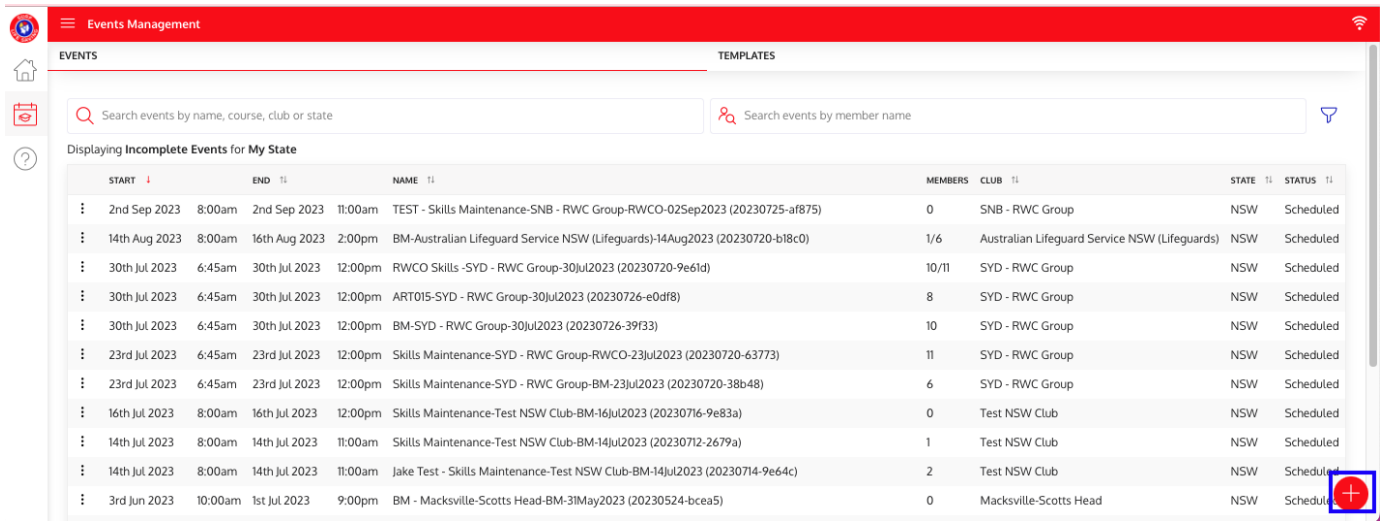 Events Management
EVENTS TEMPLATES
Search events by name, course, club or state Search events by member name
Displaying Incomplete Events for My State
START END NAME MEMBERS CLUB STATE STATUS
2nd Sep 2023 8:00am 2nd Sep 2023 11:00am TEST - Skills Maintenance-SNB - RWC Group-RWCO-02Sep2023 (20230725-af875) 0 SNB - RWC Group NSW Scheduled
14th Aug 2023 8:00am 16th Aug 2023 2:00pm BM-Australian Lifeguard Service NSW (Lifeguards)-14Aug2023 (20230720-b18c0) 1/6 Australian Lifeguard Service NSW (Lifeguards) NSW Scheduled
30th Jul 2023 6:45am 30th Jul 2023 12:00pm RWCO Skills -SYD - RWC Group-30Jul2023 (20230720-9e61d) 10/11 SYD - RWC Group NSW Scheduled
30th Jul 2023 6:45am 30th Jul 2023 12:00pm ART015-SYD - RWC Group-30Jul2023 (20230726-e0df8) 8 SYD - RWC Group NSW Scheduled
30th Jul 2023 6:45am 30th Jul 2023 12:00pm BM-SYD - RWC Group-30Jul2023 (20230726-39f33) 10 SYD - RWC Group NSW Scheduled
23rd Jul 2023 6:45am 23rd Jul 2023 12:00pm Skills Maintenance-SYD - RWC Group-RWCO-23Jul2023 (20230720-63773) 11 SYD - RWC Group NSW Scheduled
23rd Jul 2023 6:45am 23rd Jul 2023 12:00pm Skills Maintenance-SYD - RWC Group-BM-23Jul2023 (20230720-38b48) 6 SYD - RWC Group NSW Scheduled
16th Jul 2023 8:00am 16th Jul 2023 12:00pm Skills Maintenance-Test NSW Club-BM-16Jul2023 (20230716-9e83a) 0 Test NSW Club NSW Scheduled
14th Jul 2023 8:00am 14th Jul 2023 11:00am Skills Maintenance-Test NSW Club-BM-14Jul2023 (20230712-2679a) 1 Test NSW Club NSW Scheduled
14th Jul 2023 8:00am 14th Jul 2023 11:00am Jake Test - Skills Maintenance-Test NSW Club-BM-14Jul2023 (20230714-9e64c) 2 Test NSW Club NSW Scheduled
3rd Jun 2023 10:00am 1st Jul 2023 9:00pm BM - Macksville-Scotts Head-BM-31May2023 (20230524-bcea5) 0 Macksville-Scotts Head NSW Scheduled